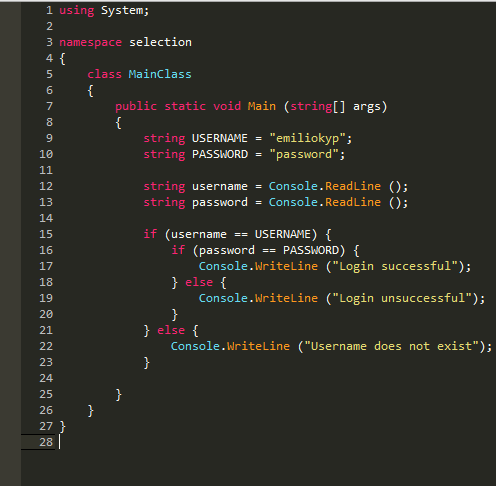 1 using System;
2
3 namespace selection
4 {
5     class MainClass
6     {
7         public static void Main (string[] args)
8         {
9             string USERNAME = "emiliokyp";
10             string PASSWORD = "password";
11
12             string username = Console.ReadLine ();
13             string password = Console.ReadLine ();
14
15             if (username == USERNAME) {
16                 if (password == PASSWORD) {
17                     Console.WriteLine ("Login successful");
18                 } else {
19                     Console.WriteLine ("Login unsuccessful");
20                 }
21             } else {
22                 Console.WriteLine ("Username does not exist");
23             }
24
25         }
26     }
27 }
28